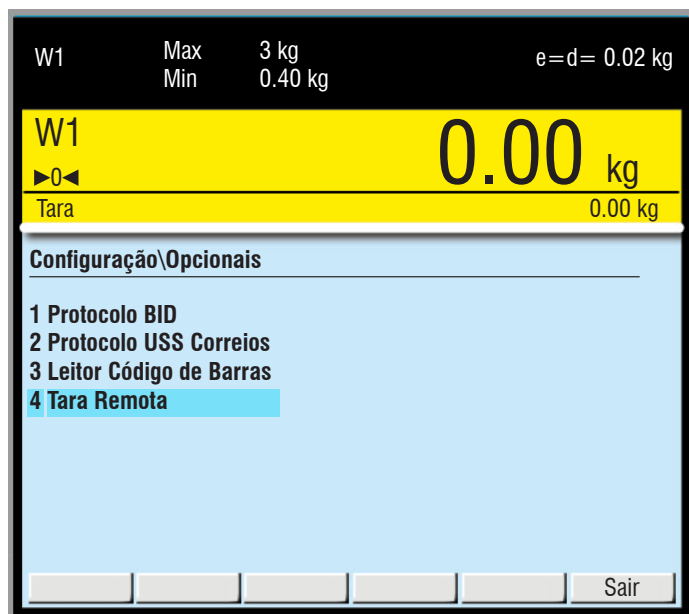 W1 Max 3 kg e=d= 0.02 kg
Min 0.40 kg
W1 0.00 kg
►0◄
Tara 0.00 kg
Configuração\Opcionais
1 Protocolo BID
2 Protocolo USS Correios
3 Leitor Código de Barras
4 Tara Remota
Sair